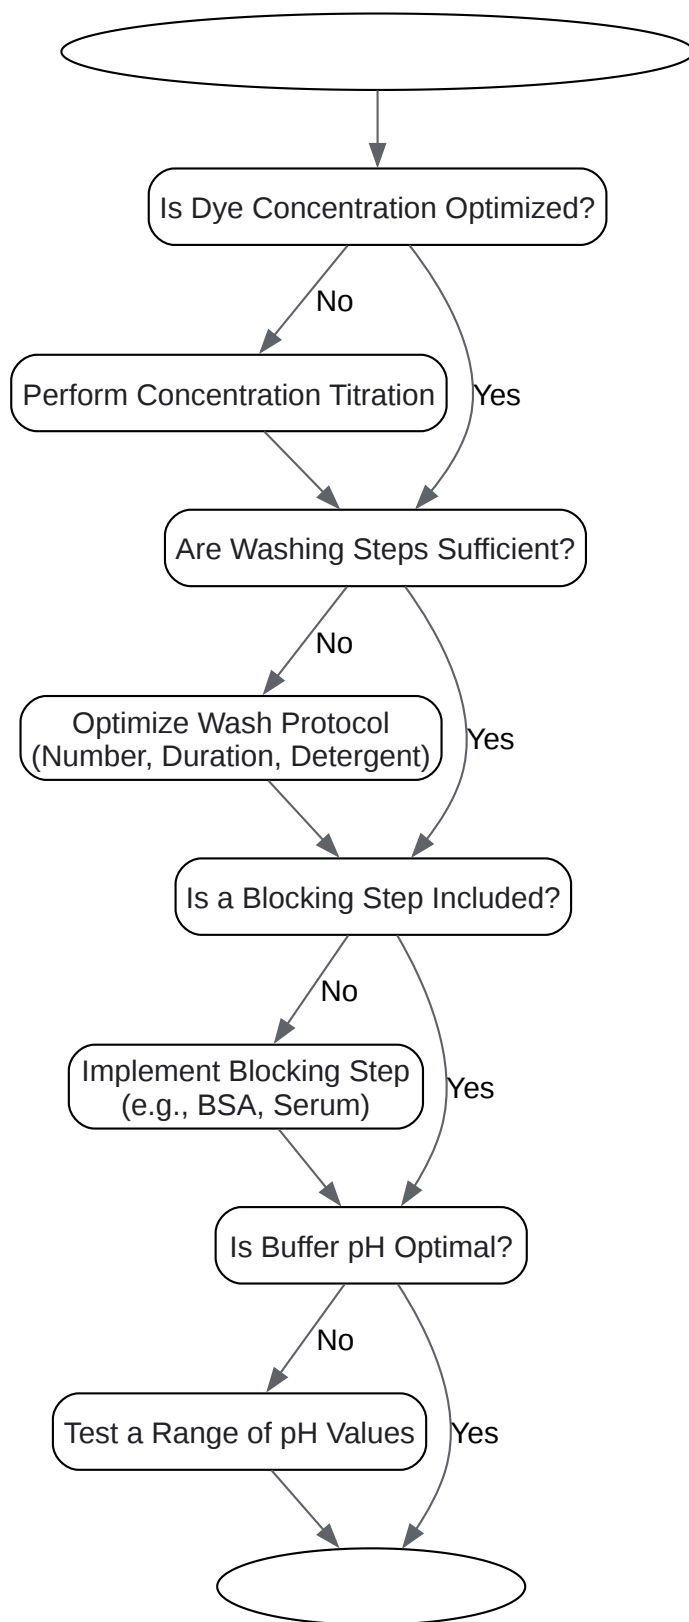 Is Dye Concentration Optimized?
No
Perform Concentration Titration
Yes
Are Washing Steps Sufficient?
No
Optimize Wash Protocol
(Number, Duration, Detergent)
Yes
Is a Blocking Step Included?
No
Implement Blocking Step
(e.g., BSA, Serum)
Yes
Is Buffer pH Optimal?
No
Test a Range of pH Values
Yes